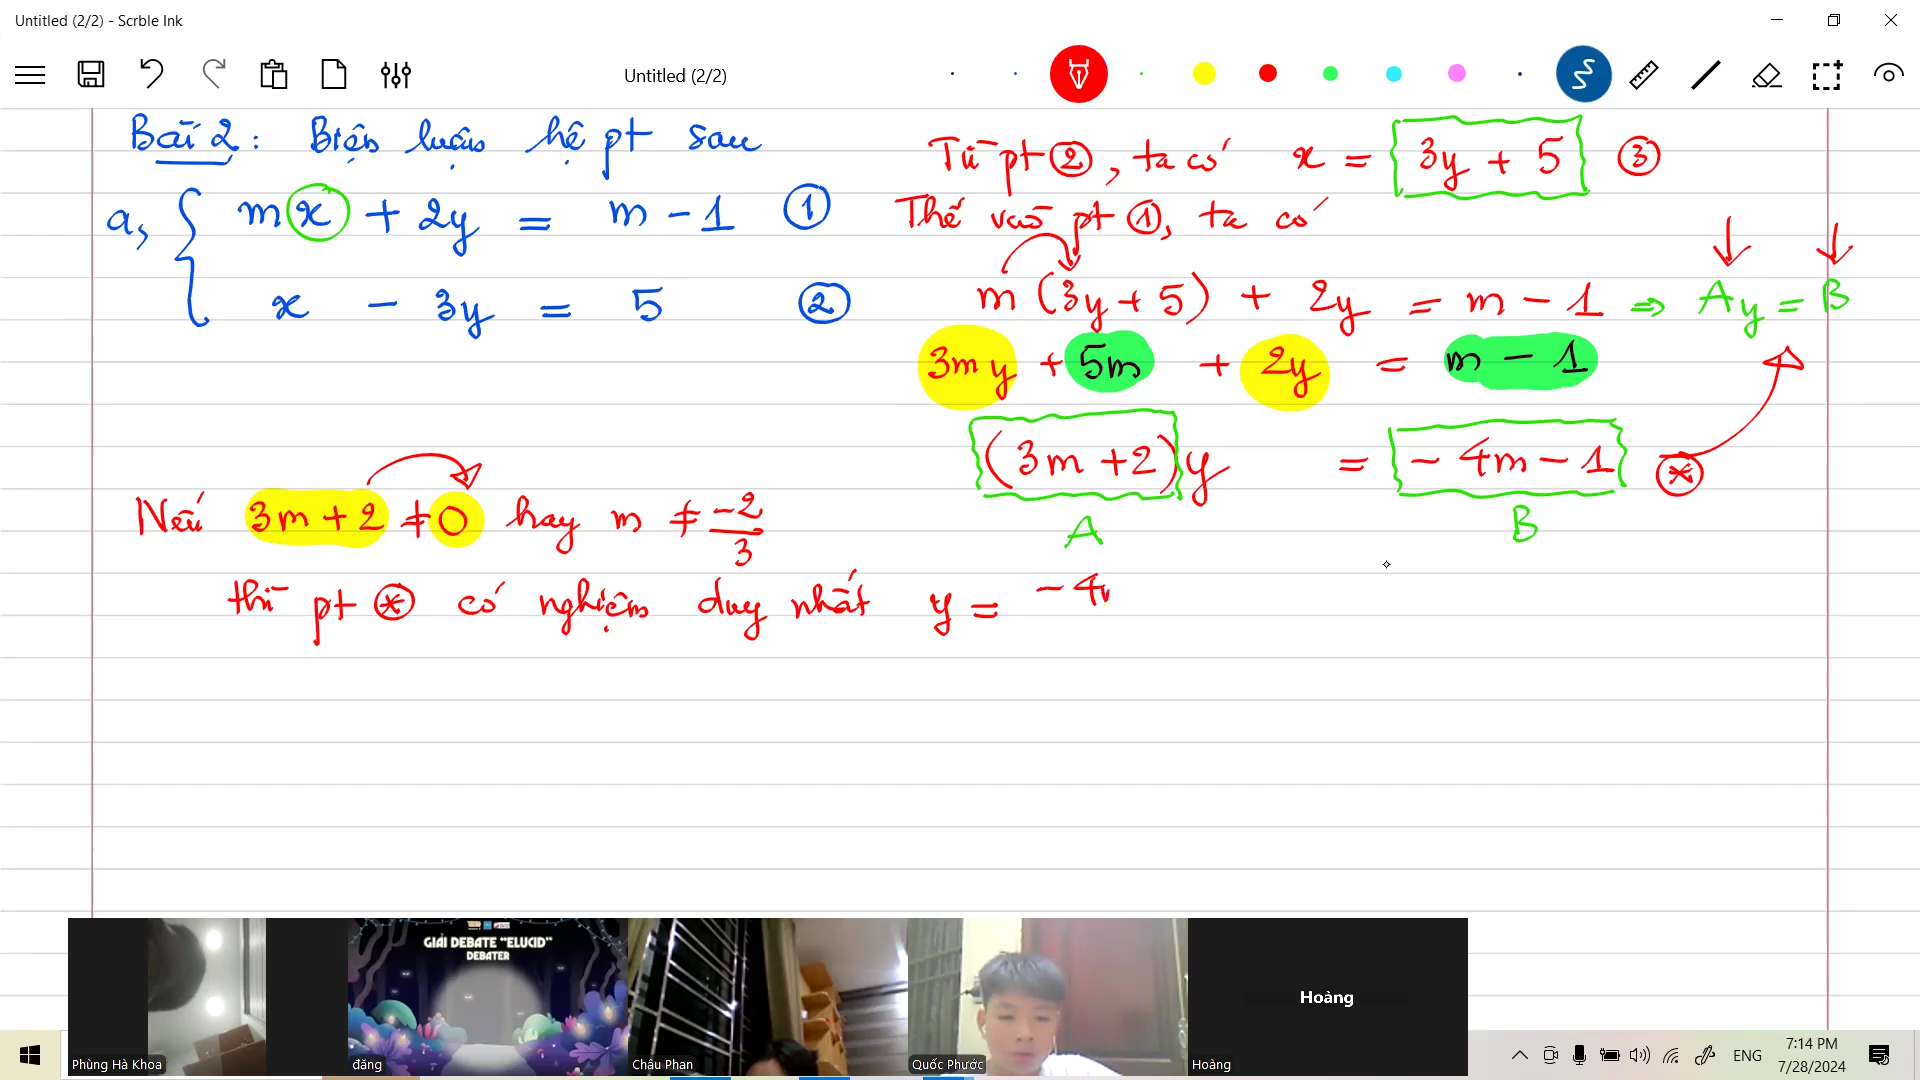 Untitled (2/2) - Scrble Ink
Untitled (2/2)
Bài 2: Biện luận hệ pt sau
a, { mx + 2y = m - 1 ①
x - 3y = 5 ②
Từ pt ②, ta có x = 3y + 5 ③
Thế vào pt ①, ta có
m (3y + 5) + 2y = m - 1 ⇒ Ay = B
3my + 5m + 2y = m - 1
(3m + 2)y = - 4m - 1 ⊛
A B
Nếu 3m + 2 ≠ 0 hay m ≠ -2/3
thì pt ⊛ có nghiệm duy nhất y = - 4
GIẢI DEBATE "ELUCID"
DEBATER
Hoàng
Phùng Hà Khoa
đăng
Châu Phan
Quốc Phước
Hoàng
ENG
7:14 PM
7/28/2024